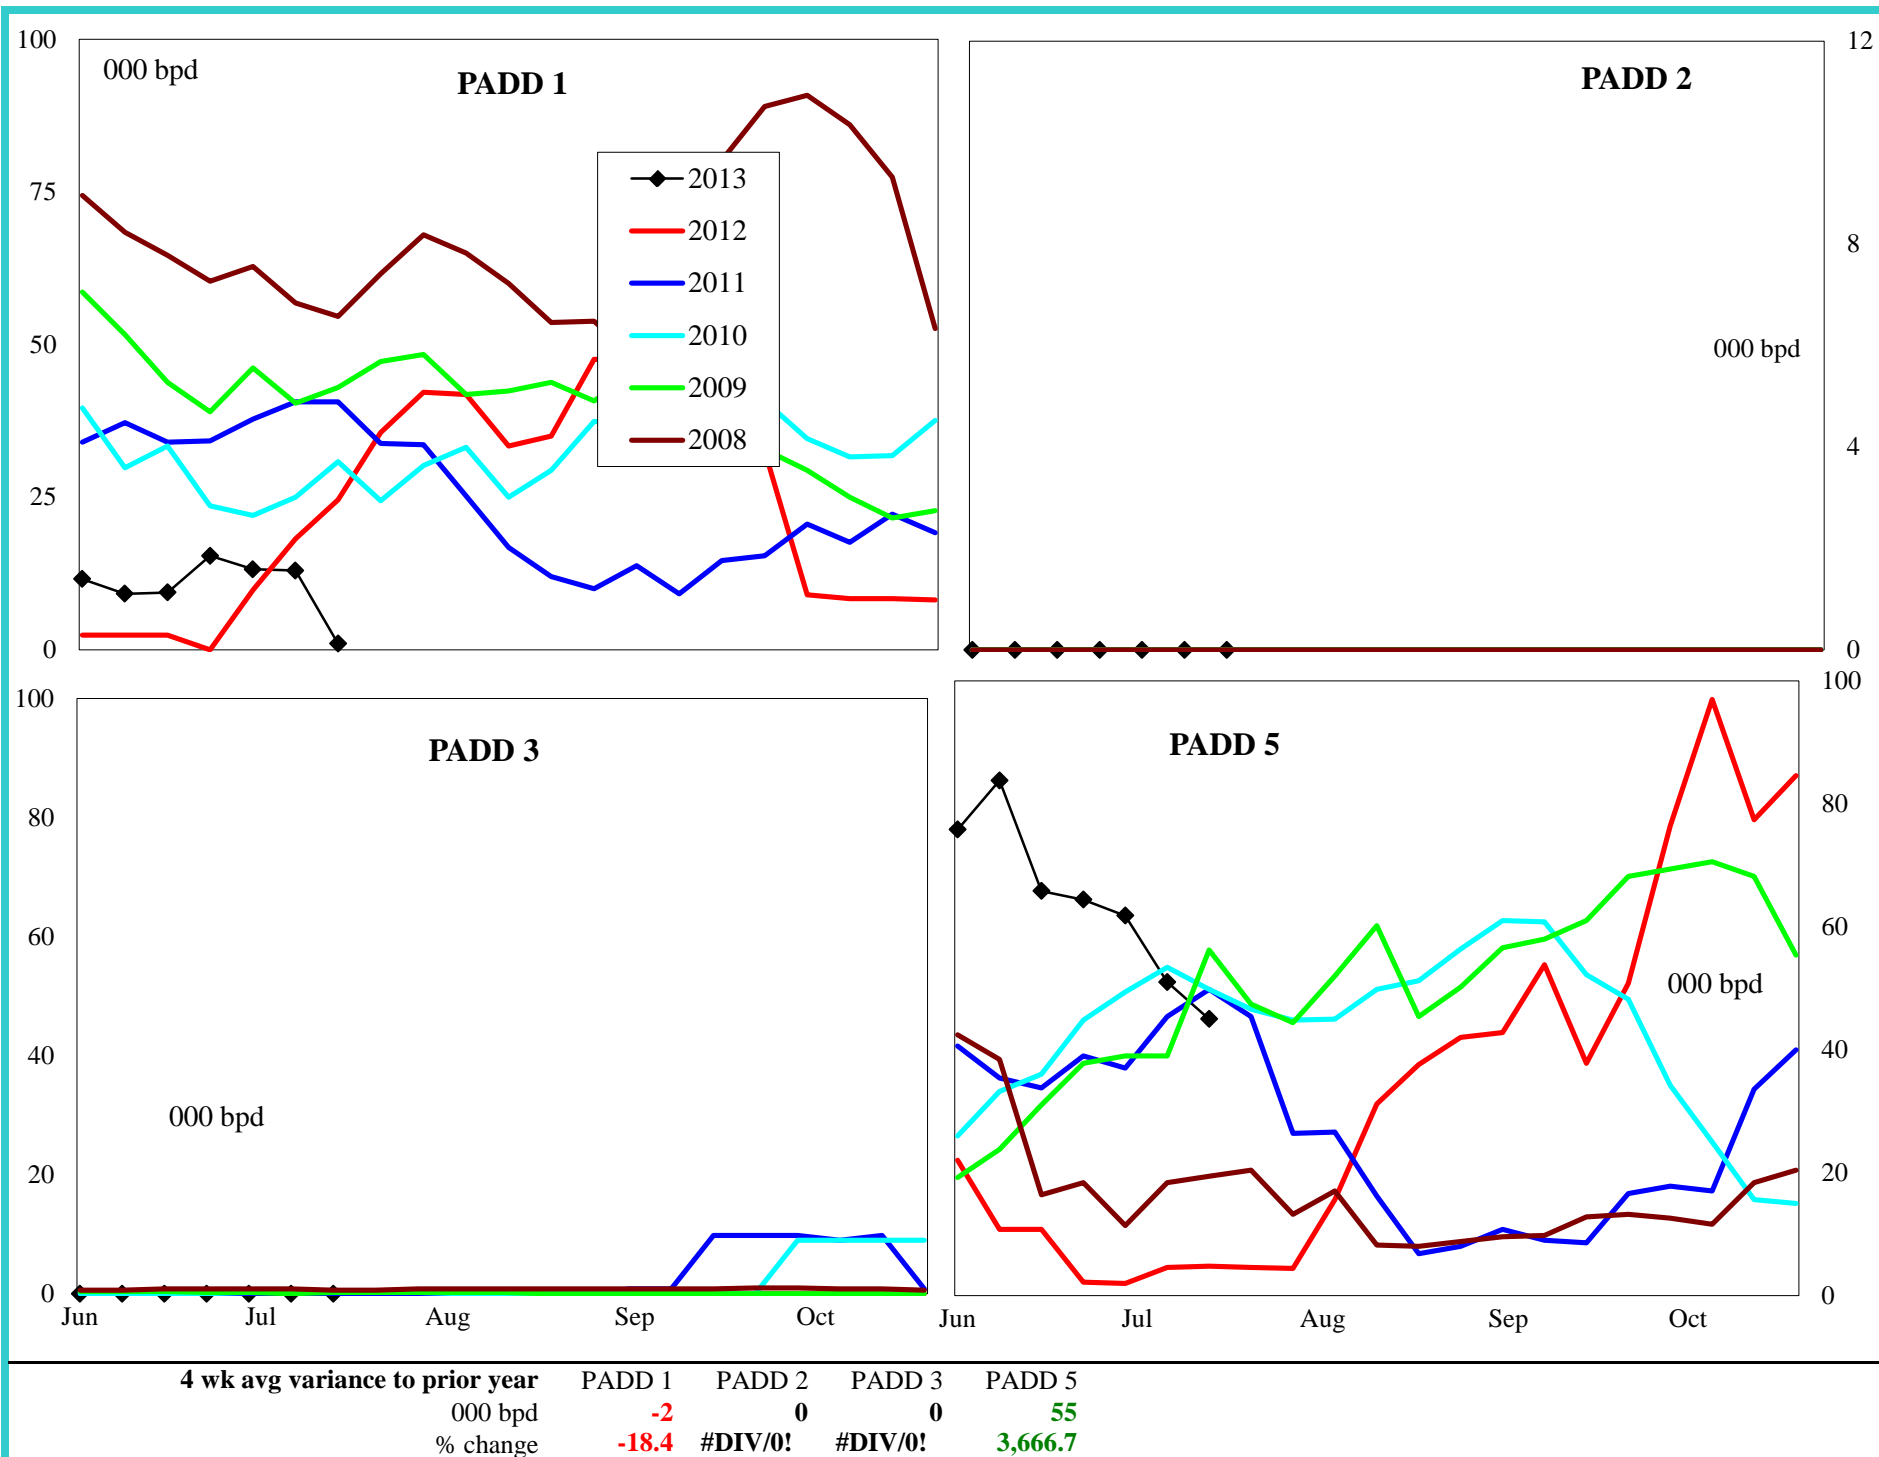 100
000 bpd
PADD 1
75
50
25
0
2013
2012
2011
2010
2009
2008
12
PADD 2
8
000 bpd
4
0
100
PADD 3
80
60
40
000 bpd
20
0
Jun Jul Aug Sep Oct
100
PADD 5
80
60
000 bpd
40
20
0
Jun Jul Aug Sep Oct
4 wk avg variance to prior year PADD 1 PADD 2 PADD 3 PADD 5
000 bpd -2 0 0 55
% change -18.4 #DIV/0! #DIV/0! 3,666.7